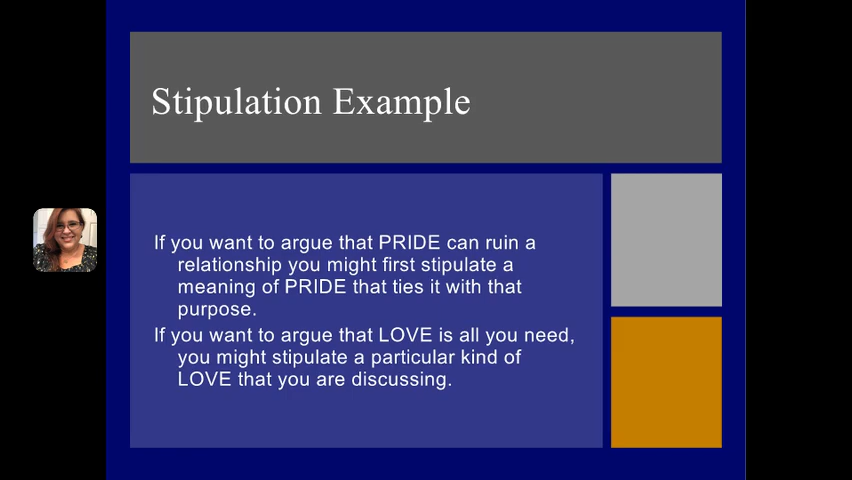 Stipulation Example
If you want to argue that PRIDE can ruin a
relationship you might first stipulate a
meaning of PRIDE that ties it with that
purpose.
If you want to argue that LOVE is all you need,
you might stipulate a particular kind of
LOVE that you are discussing.